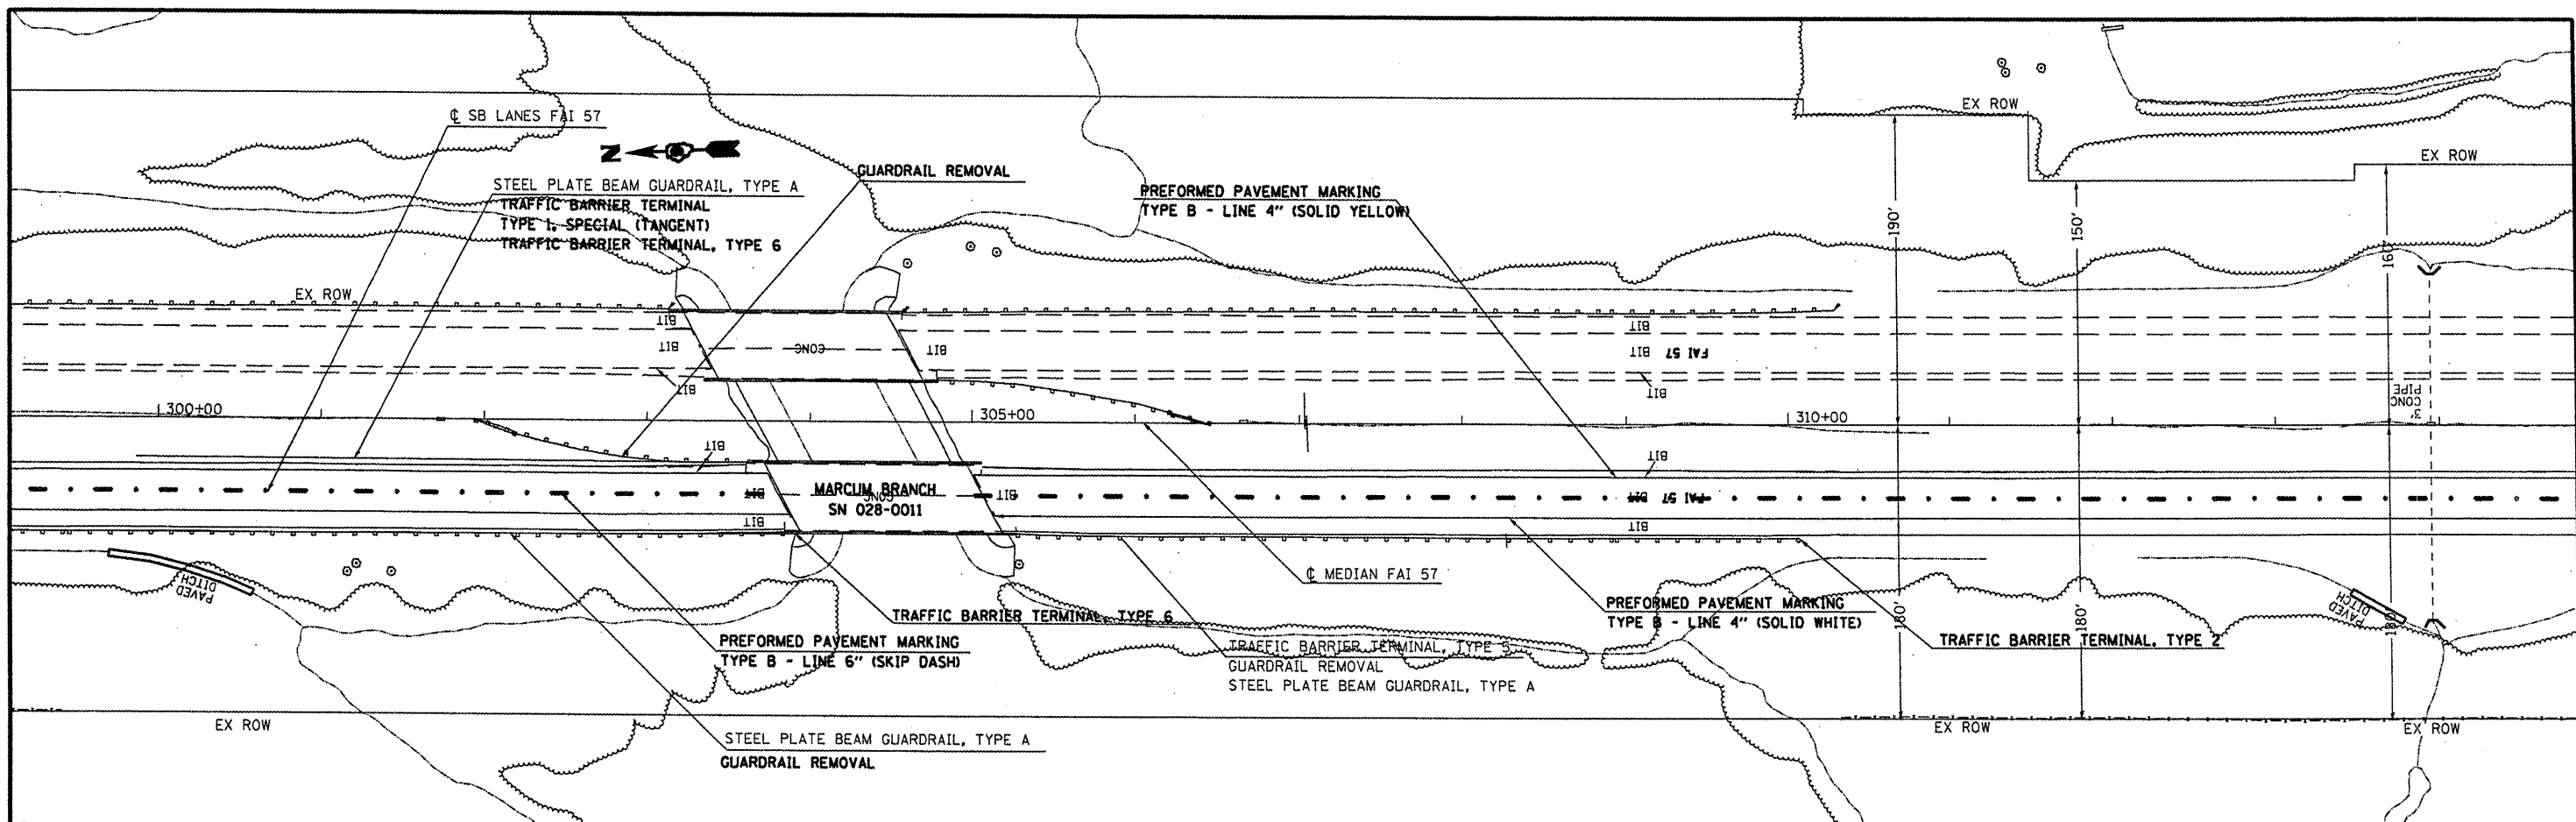 EX ROW
℄ SB LANES FAI 57
N
STEEL PLATE BEAM GUARDRAIL, TYPE A
TRAFFIC BARRIER TERMINAL
TYPE 1, SPECIAL (TANGENT)
TRAFFIC BARRIER TERMINAL, TYPE 6
GUARDRAIL REMOVAL
PREFORMED PAVEMENT MARKING
TYPE B - LINE 4" (SOLID YELLOW)
EX ROW
190'
150'
160'
EX ROW
BIT
BIT
CONC
BIT
BIT
BIT
BIT
FAI 57
BIT
3' CONC PIPE
300+00
305+00
310+00
BIT
BIT
BIT
MARCUM BRANCH
CONC
SN 028-0011
BIT
BIT
FAI 57
BIT
BIT
PAVED DITCH
℄ MEDIAN FAI 57
TRAFFIC BARRIER TERMINAL, TYPE 6
PREFORMED PAVEMENT MARKING
TYPE B - LINE 6" (SKIP DASH)
TRAFFIC BARRIER TERMINAL, TYPE 5
GUARDRAIL REMOVAL
STEEL PLATE BEAM GUARDRAIL, TYPE A
PREFORMED PAVEMENT MARKING
TYPE B - LINE 4" (SOLID WHITE)
180'
180'
180'
PAVED DITCH
TRAFFIC BARRIER TERMINAL, TYPE 2
EX ROW
EX ROW
EX ROW
STEEL PLATE BEAM GUARDRAIL, TYPE A
GUARDRAIL REMOVAL